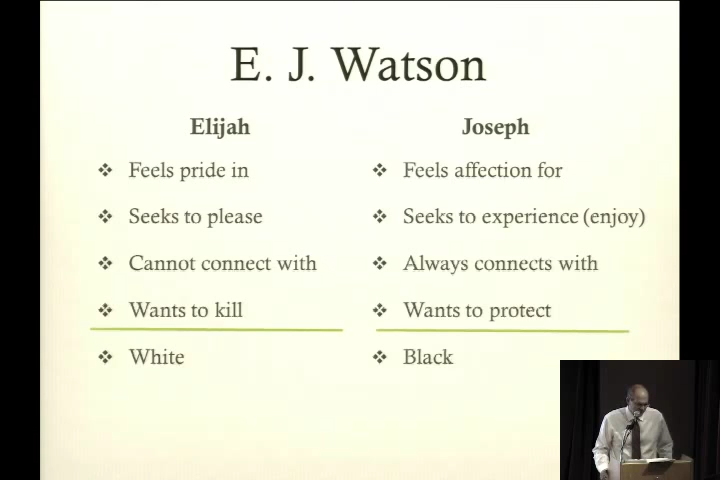 E. J. Watson
Elijah
❖ Feels pride in
❖ Seeks to please
❖ Cannot connect with
❖ Wants to kill
❖ White
Joseph
❖ Feels affection for
❖ Seeks to experience (enjoy)
❖ Always connects with
❖ Wants to protect
❖ Black